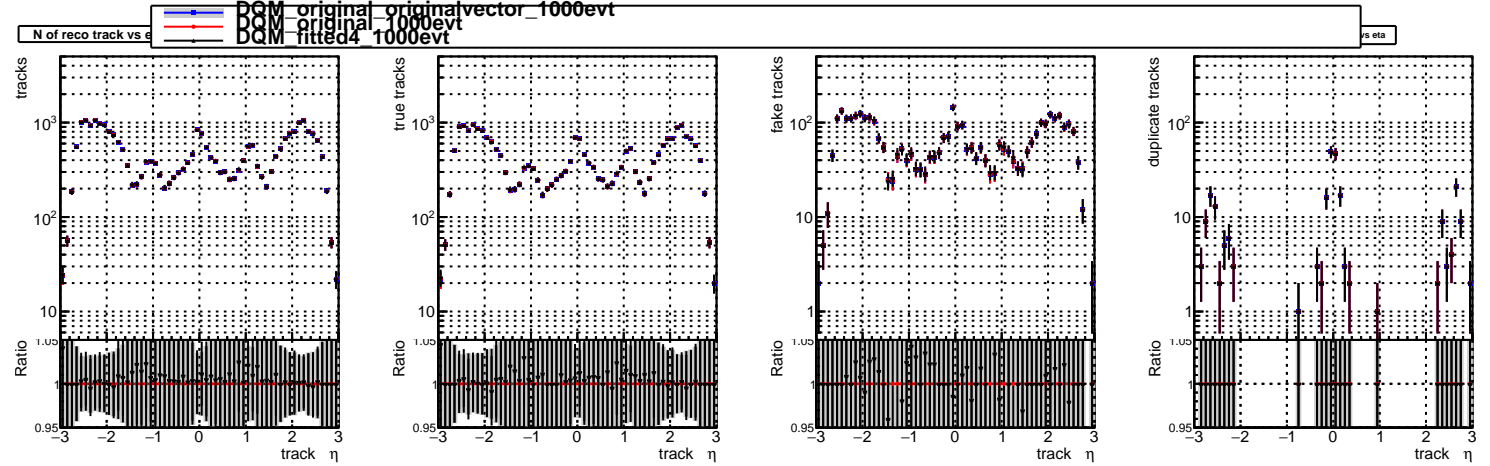 DQM_original_originalvector_1000evt
DQM_original_1000evt
DQM_fitted4_1000evt
N of reco track vs e
vs eta
tracks
10³
10²
10
Ratio
1.05
1
0.95
−3 −2 −1 0 1 2 3
track η
true tracks
10³
10²
10
Ratio
1.05
1
0.95
−3 −2 −1 0 1 2 3
track η
fake tracks
10²
10
1
Ratio
1.05
1
0.95
−3 −2 −1 0 1 2 3
track η
duplicate tracks
10²
10
1
Ratio
1.05
1
0.95
−3 −2 −1 0 1 2 3
track η